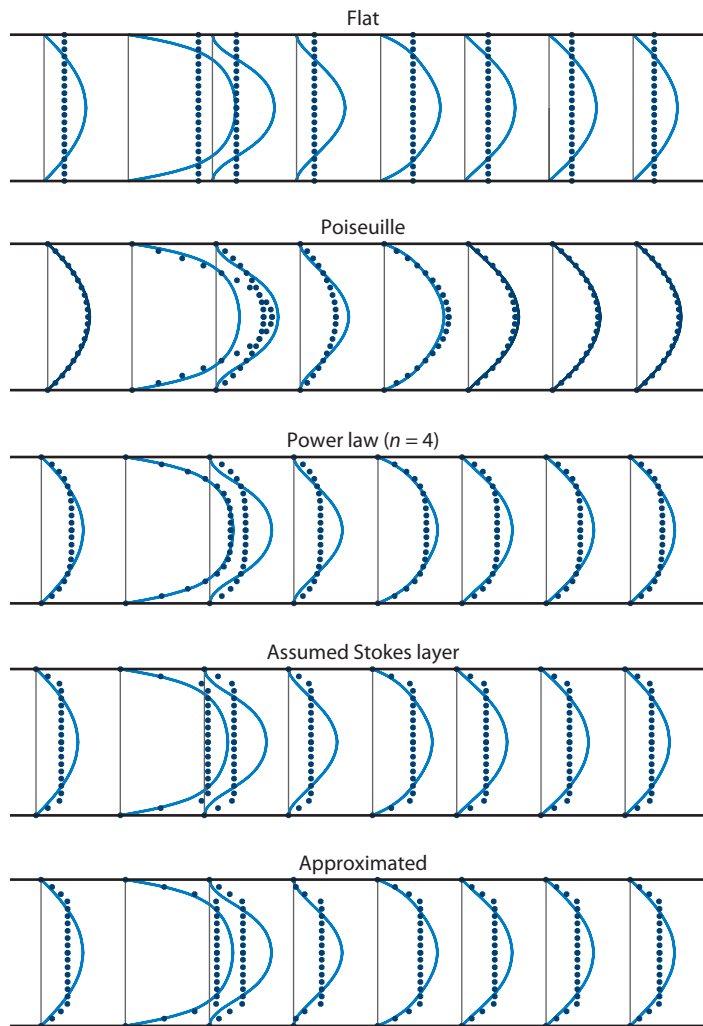 Flat
Poiseuille
Power law (n = 4)
Assumed Stokes layer
Approximated